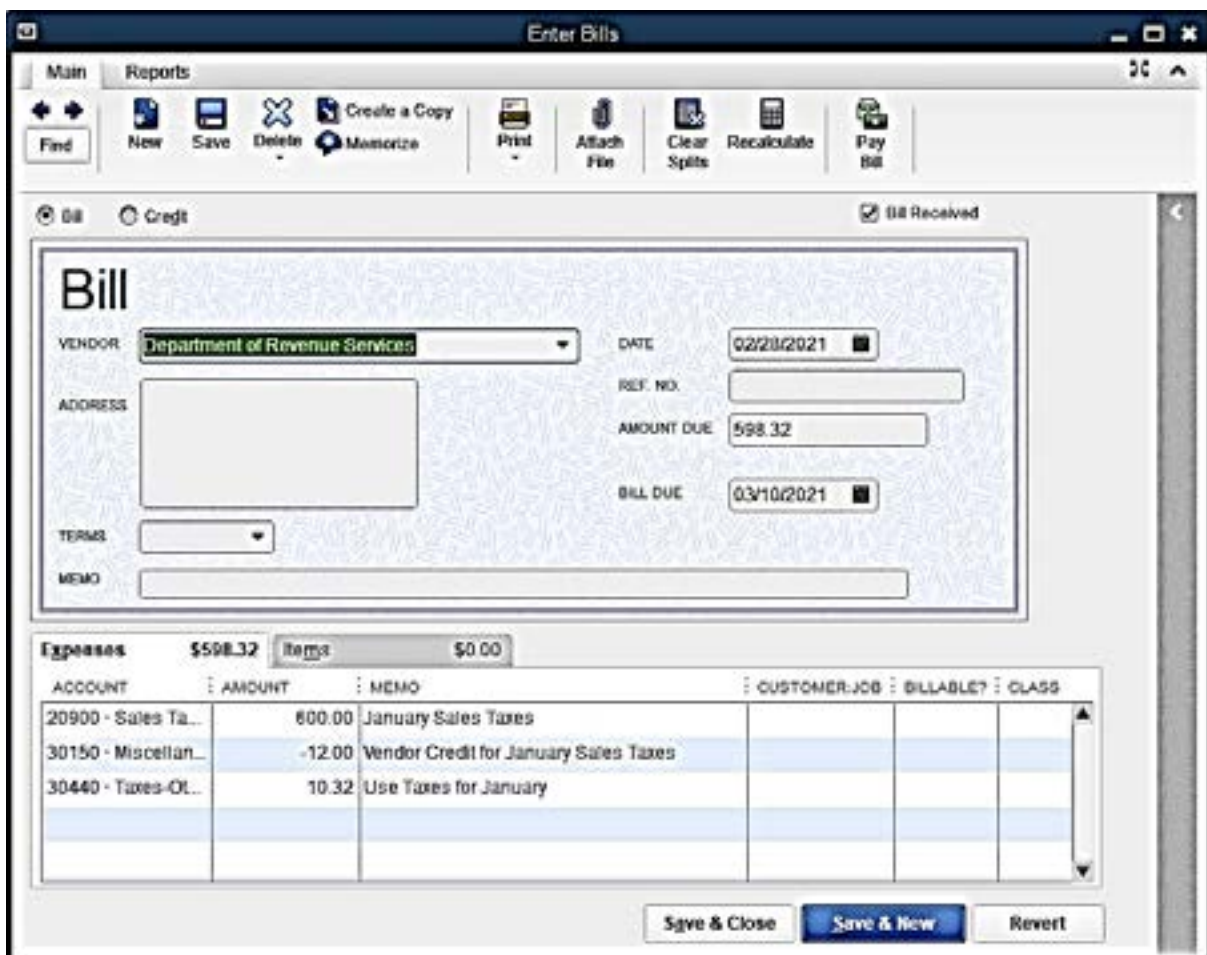 Enter Bills
Main Reports
Find New Save Delete Create a Copy Memorize Print Attach File Clear Splits Recalculate Pay Bill
Bill Credit Bill Received
Bill
VENDOR Department of Revenue Services DATE 02/28/2021
ADDRESS REF. NO.
AMOUNT DUE 598.32
BILL DUE 03/10/2021
TERMS
MEMO
Expenses $598.32 Items $0.00
ACCOUNT AMOUNT MEMO CUSTOMER:JOB BILLABLE? CLASS
20900 · Sales Ta... 600.00 January Sales Taxes
30150 · Miscellan... -12.00 Vendor Credit for January Sales Taxes
30440 · Taxes-Ot... 10.32 Use Taxes for January
Save & Close Save & New Revert